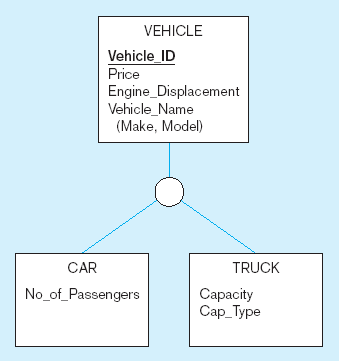 VEHICLE
Vehicle_ID
Price
Engine_Displacement
Vehicle_Name
(Make, Model)
CAR
No_of_Passengers
TRUCK
Capacity
Cap_Type